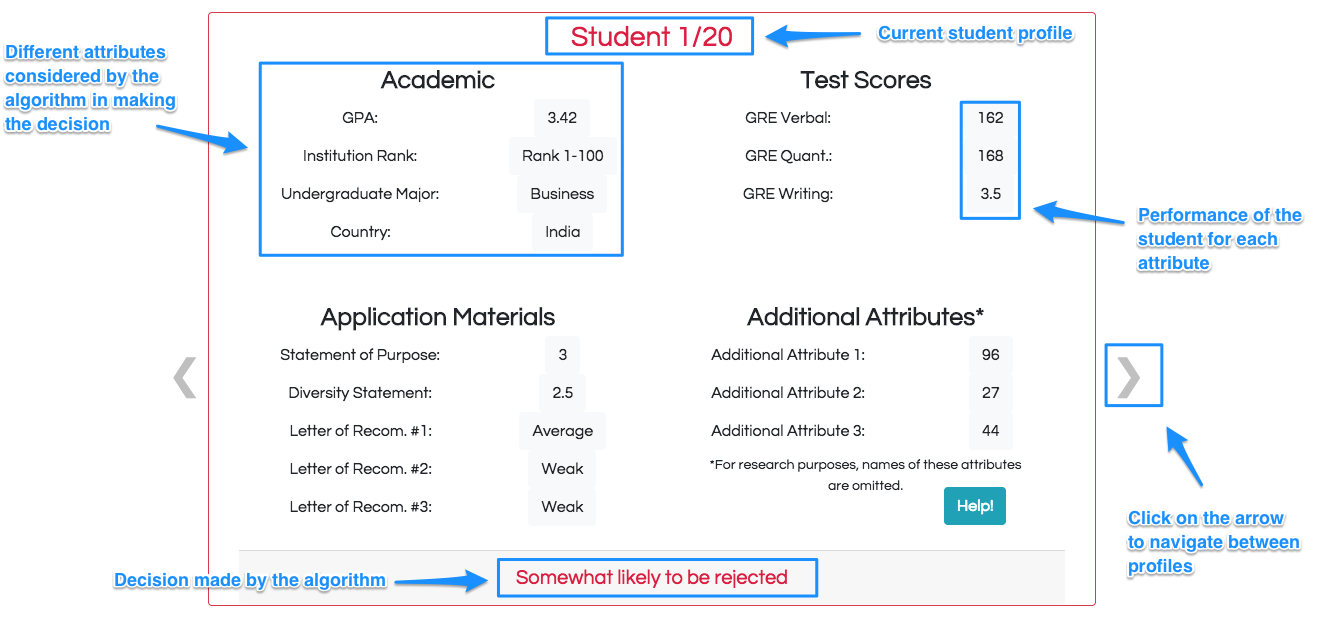 Student 1/20
Current student profile
Different attributes
considered by the
algorithm in making
the decision
Academic
GPA: 3.42
Institution Rank: Rank 1-100
Undergraduate Major: Business
Country: India
Test Scores
GRE Verbal: 162
GRE Quant.: 168
GRE Writing: 3.5
Performance of the
student for each
attribute
Application Materials
Statement of Purpose: 3
Diversity Statement: 2.5
Letter of Recom. #1: Average
Letter of Recom. #2: Weak
Letter of Recom. #3: Weak
Additional Attributes*
Additional Attribute 1: 96
Additional Attribute 2: 27
Additional Attribute 3: 44
*For research purposes, names of these attributes
are omitted.
Help!
Click on the arrow
to navigate between
profiles
Decision made by the algorithm
Somewhat likely to be rejected